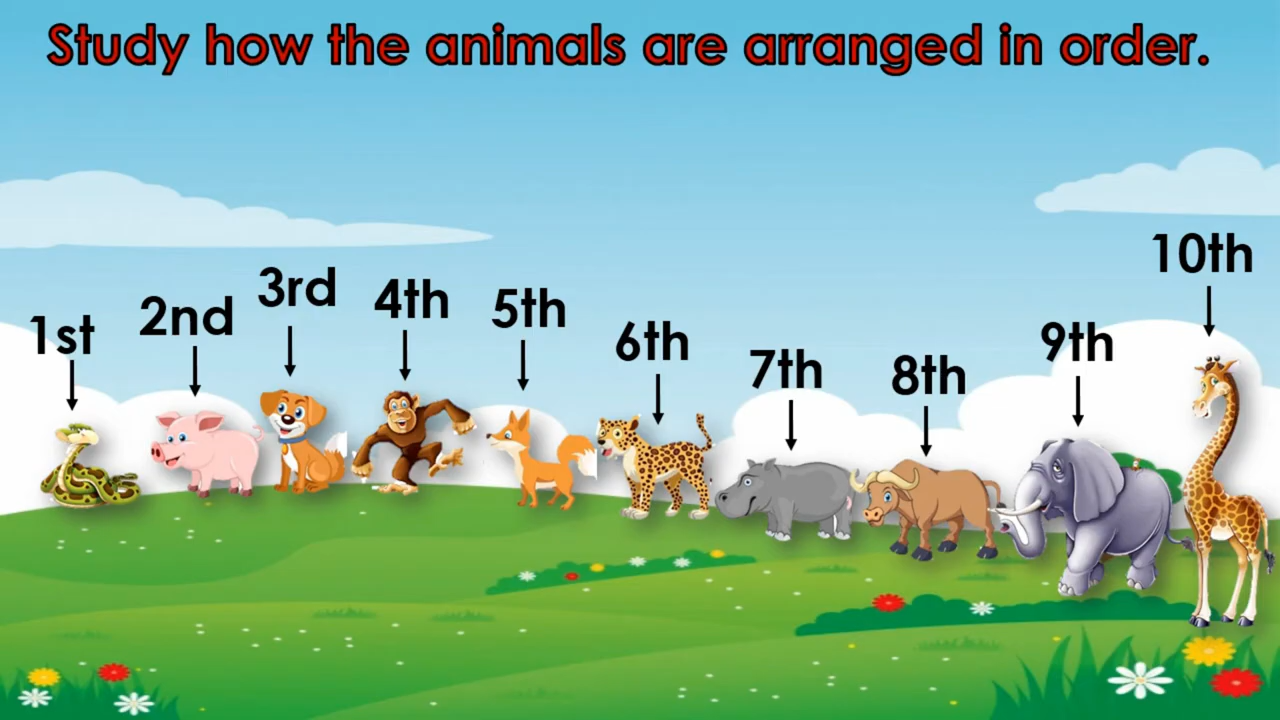 Study how the animals are arranged in order.
1st
2nd
3rd
4th
5th
6th
7th
8th
9th
10th